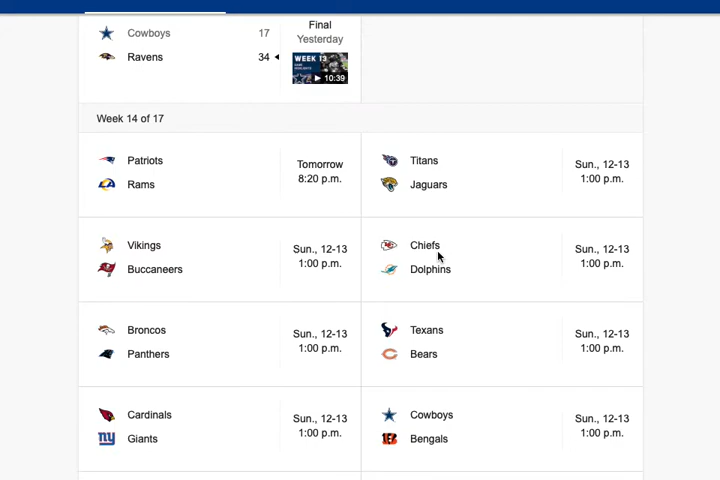 Cowboys 17
Ravens 34
Final
Yesterday
WEEK 13
10:39
Week 14 of 17
Patriots
Rams
Tomorrow
8:20 p.m.
Titans
Jaguars
Sun., 12-13
1:00 p.m.
Vikings
Buccaneers
Sun., 12-13
1:00 p.m.
Chiefs
Dolphins
Sun., 12-13
1:00 p.m.
Broncos
Panthers
Sun., 12-13
1:00 p.m.
Texans
Bears
Sun., 12-13
1:00 p.m.
Cardinals
Giants
Sun., 12-13
1:00 p.m.
Cowboys
Bengals
Sun., 12-13
1:00 p.m.